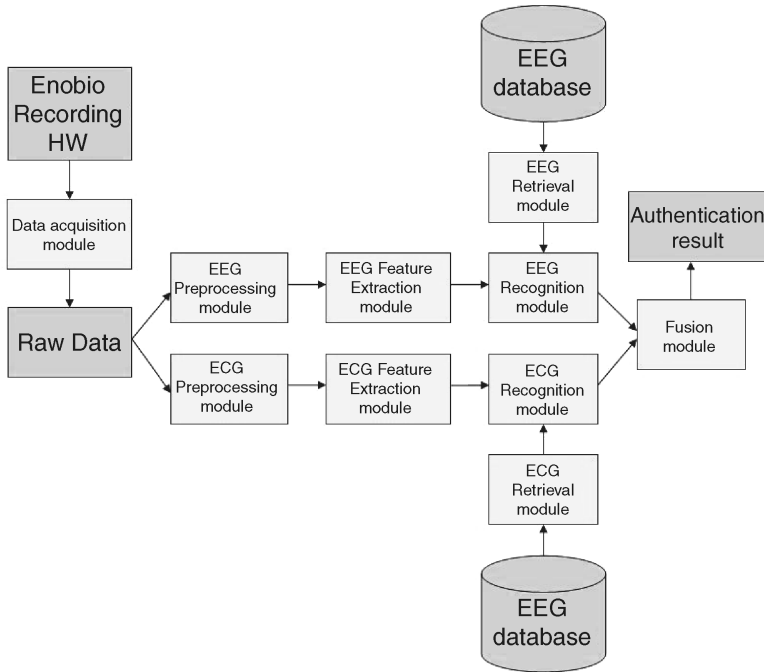 EEG
database
Enobio
Recording
HW
EEG
Retrieval
module
Data acquisition
module
Authentication
result
EEG
Preprocessing
module
EEG Feature
Extraction
module
EEG
Recognition
module
Raw Data
Fusion
module
ECG
Preprocessing
module
ECG Feature
Extraction
module
ECG
Recognition
module
ECG
Retrieval
module
EEG
database